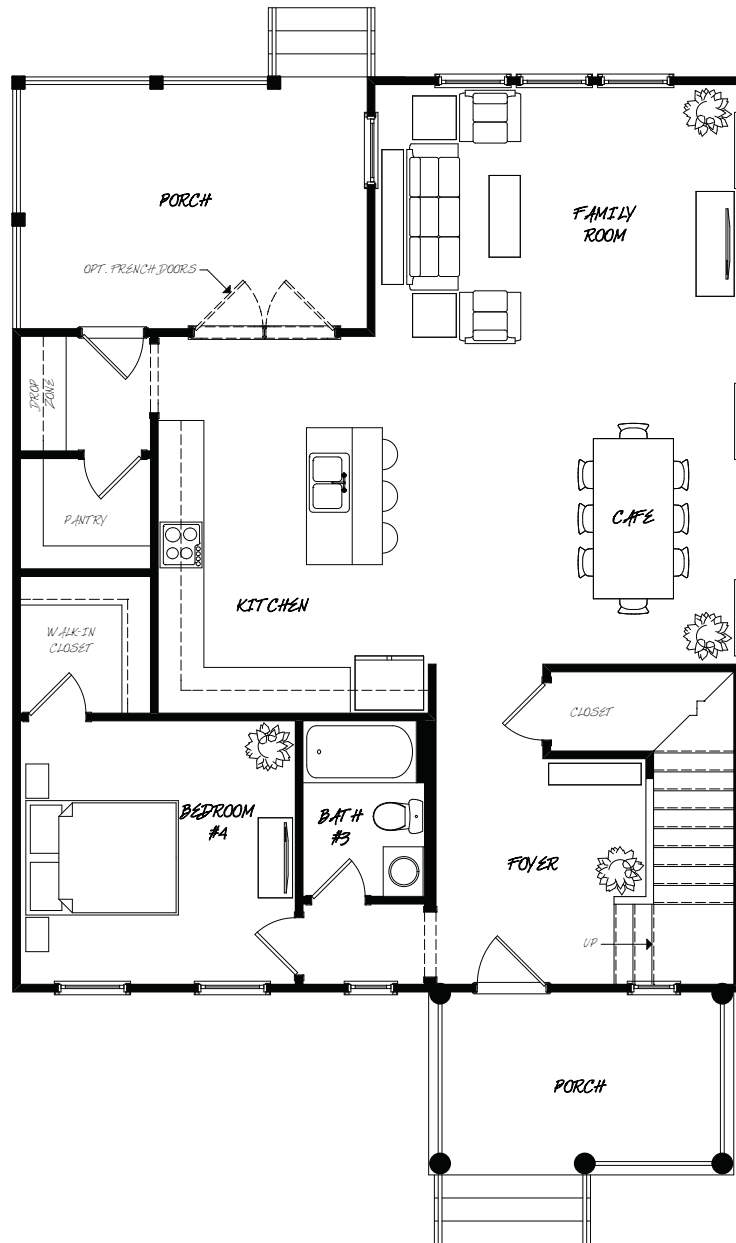 PORCH
FAMILY
ROOM
OPT. FRENCH DOORS
DROP
ZONE
PANTRY
CAFE
KITCHEN
WALK-IN
CLOSET
CLOSET
BEDROOM
#4
BATH
#3
FOYER
UP
PORCH